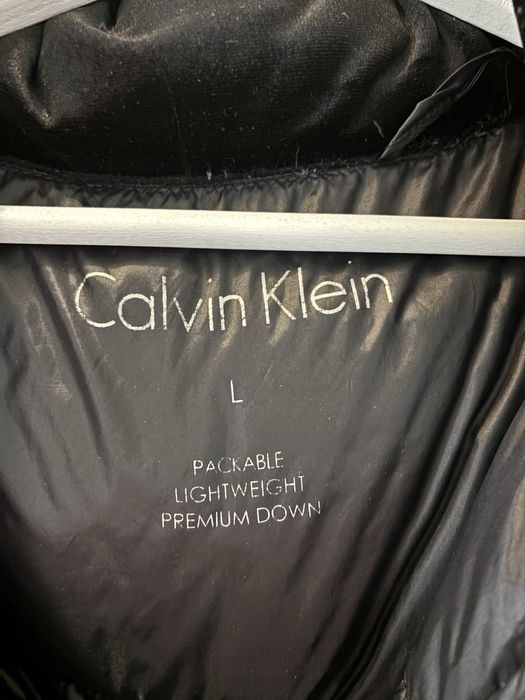 Calvin Klein
L
PACKABLE
LIGHTWEIGHT
PREMIUM DOWN